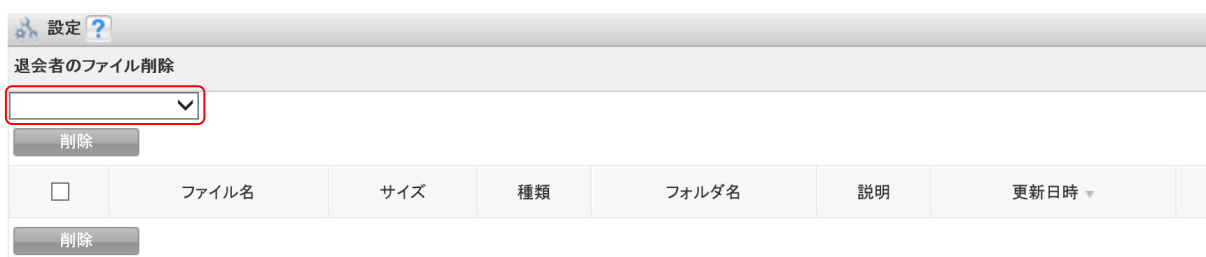 設定 ?
退会者のファイル削除
削除
ファイル名 サイズ 種類 フォルダ名 説明 更新日時 ▼
削除